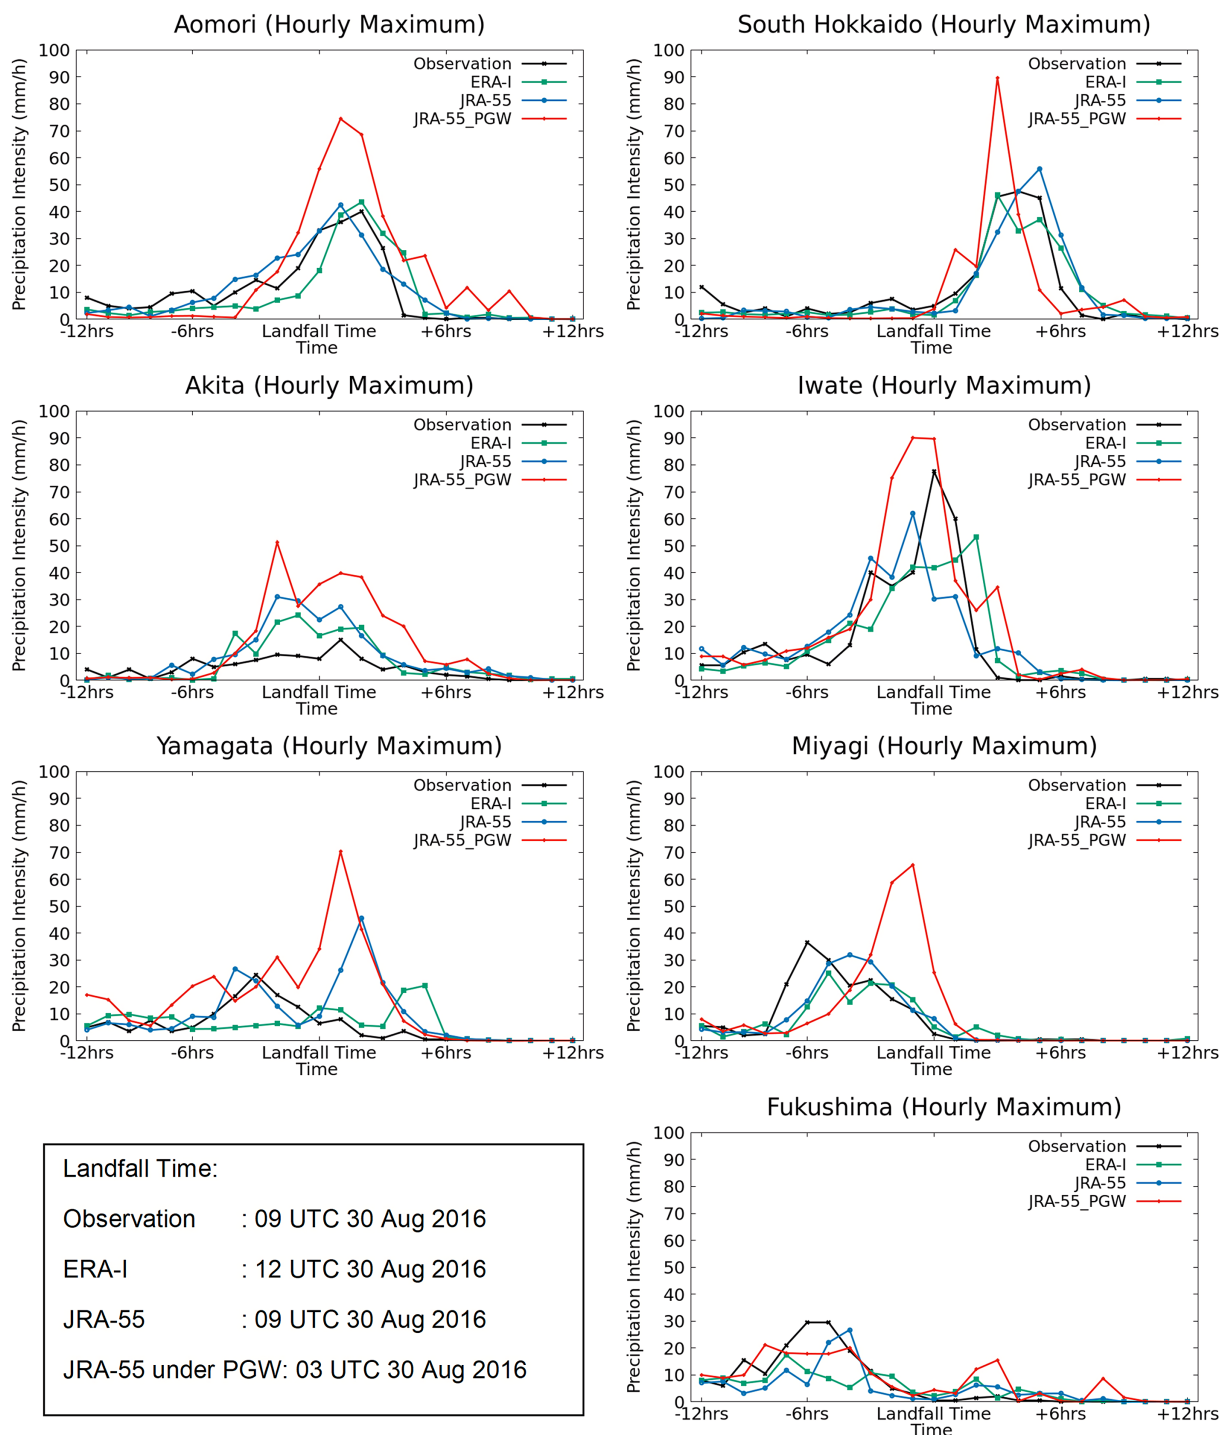 Aomori (Hourly Maximum)
Precipitation Intensity (mm/h)
100
90
80
70
60
50
40
30
20
10
0
Observation
ERA-I
JRA-55
JRA-55_PGW
-12hrs
-6hrs
Landfall Time
+6hrs
+12hrs
Time
South Hokkaido (Hourly Maximum)
Precipitation Intensity (mm/h)
100
90
80
70
60
50
40
30
20
10
0
Observation
ERA-I
JRA-55
JRA-55_PGW
-12hrs
-6hrs
Landfall Time
+6hrs
+12hrs
Time
Akita (Hourly Maximum)
Precipitation Intensity (mm/h)
100
90
80
70
60
50
40
30
20
10
0
Observation
ERA-I
JRA-55
JRA-55_PGW
-12hrs
-6hrs
Landfall Time
+6hrs
+12hrs
Time
Iwate (Hourly Maximum)
Precipitation Intensity (mm/h)
100
90
80
70
60
50
40
30
20
10
0
Observation
ERA-I
JRA-55
JRA-55_PGW
-12hrs
-6hrs
Landfall Time
+6hrs
+12hrs
Time
Yamagata (Hourly Maximum)
Precipitation Intensity (mm/h)
100
90
80
70
60
50
40
30
20
10
0
Observation
ERA-I
JRA-55
JRA-55_PGW
-12hrs
-6hrs
Landfall Time
+6hrs
+12hrs
Time
Miyagi (Hourly Maximum)
Precipitation Intensity (mm/h)
100
90
80
70
60
50
40
30
20
10
0
Observation
ERA-I
JRA-55
JRA-55_PGW
-12hrs
-6hrs
Landfall Time
+6hrs
+12hrs
Time
Landfall Time:
Observation : 09 UTC 30 Aug 2016
ERA-I : 12 UTC 30 Aug 2016
JRA-55 : 09 UTC 30 Aug 2016
JRA-55 under PGW: 03 UTC 30 Aug 2016
Fukushima (Hourly Maximum)
Precipitation Intensity (mm/h)
100
90
80
70
60
50
40
30
20
10
0
Observation
ERA-I
JRA-55
JRA-55_PGW
-12hrs
-6hrs
Landfall Time
+6hrs
+12hrs
Time